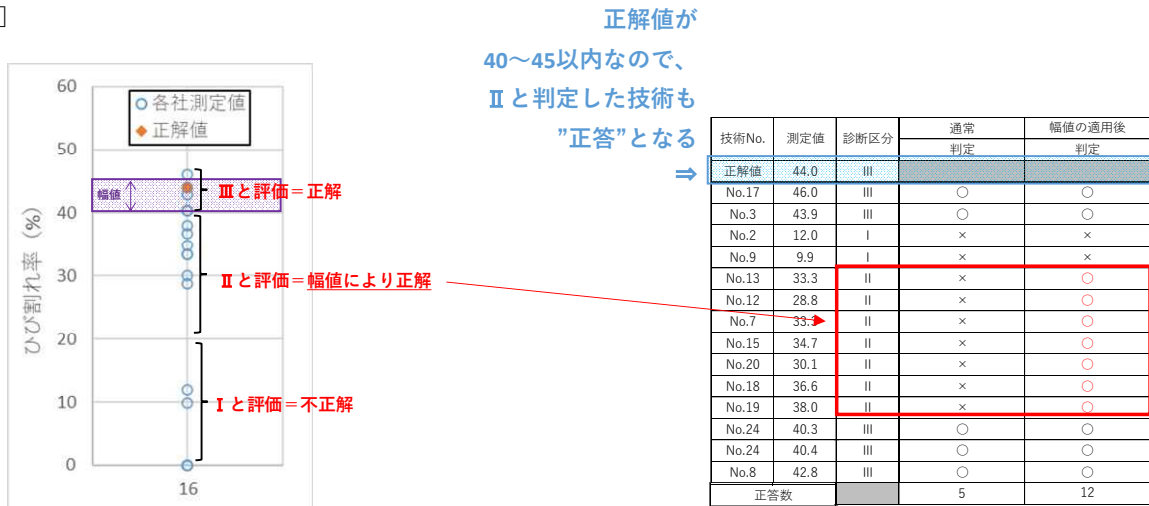 正解値が
40～45以内なので、
Ⅱと判定した技術も
”正答”となる
⇒
ひび割れ率（%）
60
50
40
30
20
10
0
16
各社測定値
正解値
幅値
Ⅲと評価＝正解
Ⅱと評価＝幅値により正解
Ⅰと評価＝不正解
技術No. 測定値 診断区分 通常 幅値の適用後
判定 判定
正解値 44.0 Ⅲ
No.17 46.0 Ⅲ ○ ○
No.3 43.9 Ⅲ ○ ○
No.2 12.0 Ⅰ × ×
No.9 9.9 Ⅰ × ×
No.13 33.3 Ⅱ × ○
No.12 28.8 Ⅱ × ○
No.7 33.3 Ⅱ × ○
No.15 34.7 Ⅱ × ○
No.20 30.1 Ⅱ × ○
No.18 36.6 Ⅱ × ○
No.19 38.0 Ⅱ × ○
No.24 40.3 Ⅲ ○ ○
No.24 40.4 Ⅲ ○ ○
No.8 42.8 Ⅲ ○ ○
正答数 5 12